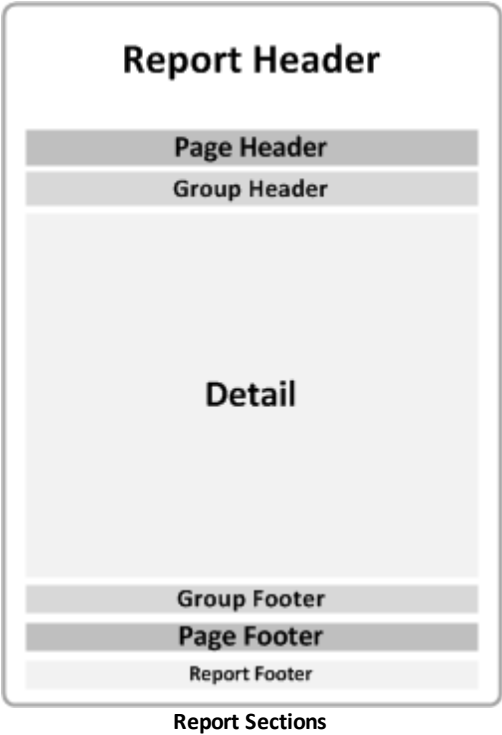 Report Header
Page Header
Group Header
Detail
Group Footer
Page Footer
Report Footer
Report Sections